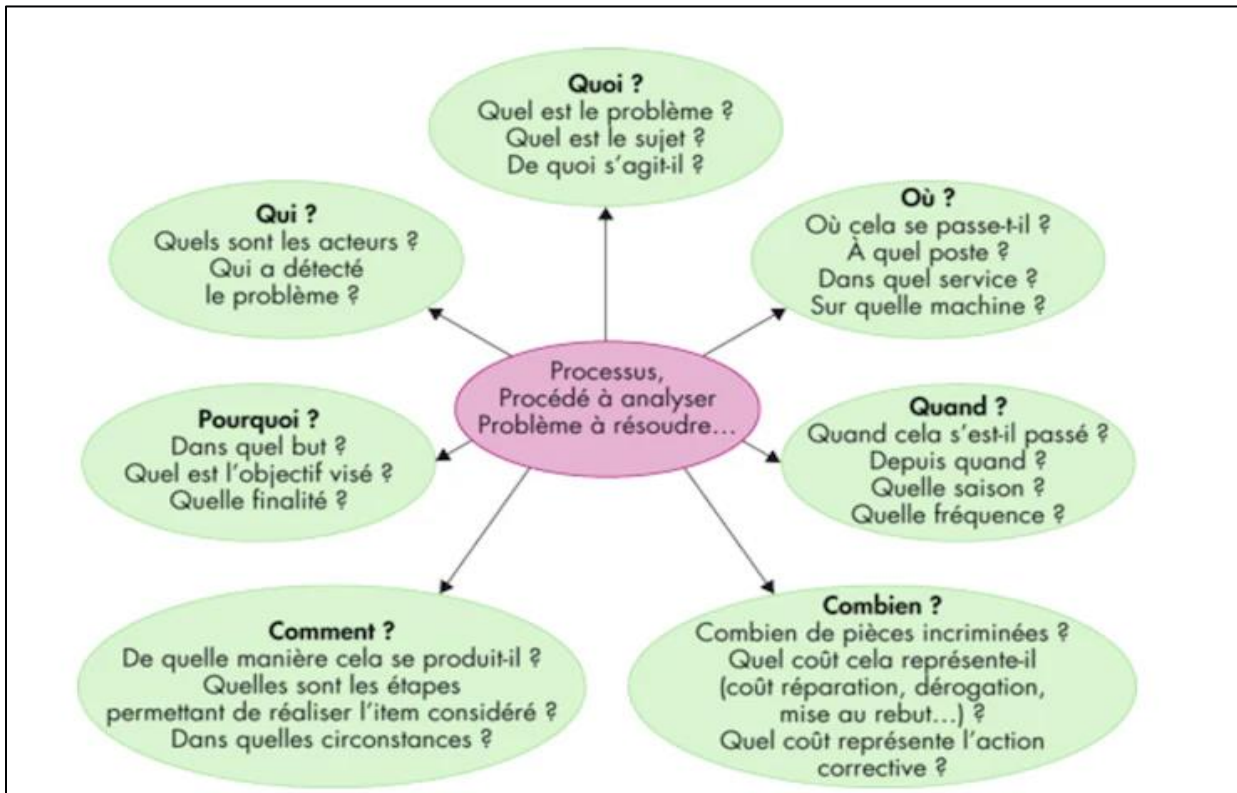 Quoi ?
Quel est le problème ?
Quel est le sujet ?
De quoi s'agit-il ?
Qui ?
Quels sont les acteurs ?
Qui a détecté
le problème ?
Où ?
Où cela se passe-t-il ?
À quel poste ?
Dans quel service ?
Sur quelle machine ?
Processus,
Procédé à analyser
Problème à résoudre...
Pourquoi ?
Dans quel but ?
Quel est l'objectif visé ?
Quelle finalité ?
Quand ?
Quand cela s'est-il passé ?
Depuis quand ?
Quelle saison ?
Quelle fréquence ?
Comment ?
De quelle manière cela se produit-il ?
Quelles sont les étapes
permettant de réaliser l'item considéré ?
Dans quelles circonstances ?
Combien ?
Combien de pièces incriminées ?
Quel coût cela représente-il
(coût réparation, dérogation,
mise au rebut...) ?
Quel coût représente l'action
corrective ?